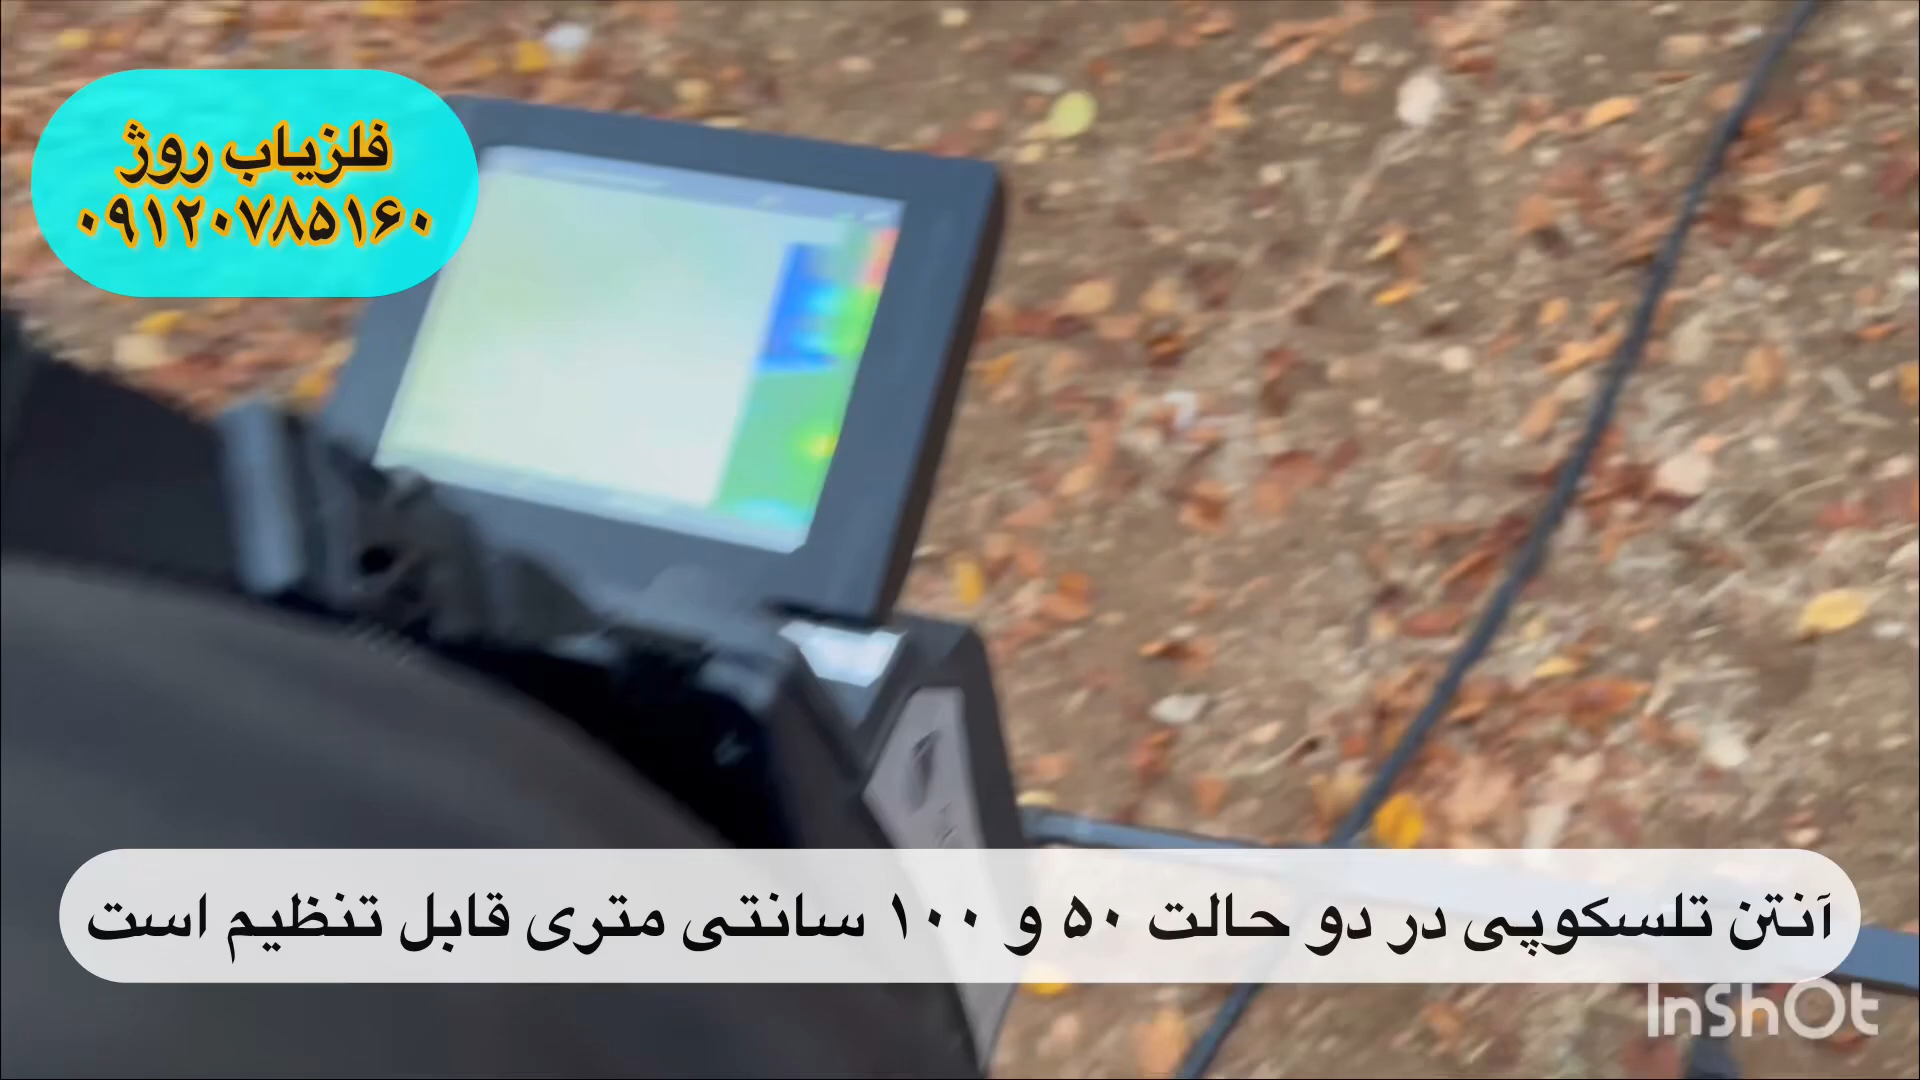 فلزیاب روژ
۰۹۱۲۰۷۸۵۱۶۰
آنتن تلسکوپی در دو حالت ۵۰ و ۱۰۰ سانتی متری قابل تنظیم است
InShOt